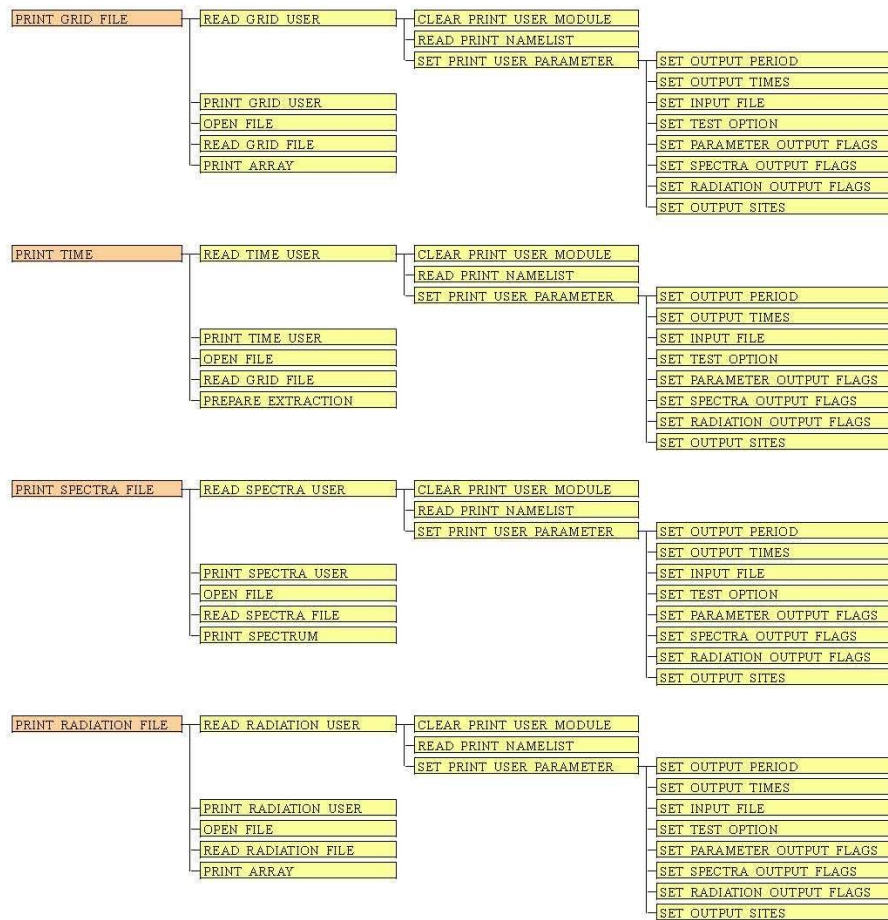 PRINT GRID FILE READ GRID USER CLEAR PRINT USER MODULE
READ PRINT NAMELIST
SET PRINT USER PARAMETER SET OUTPUT PERIOD
SET OUTPUT TIMES
PRINT GRID USER SET INPUT FILE
OPEN FILE SET TEST OPTION
READ GRID FILE SET PARAMETER OUTPUT FLAGS
PRINT ARRAY SET SPECTRA OUTPUT FLAGS
SET RADIATION OUTPUT FLAGS
SET OUTPUT SITES
PRINT TIME READ TIME USER CLEAR PRINT USER MODULE
READ PRINT NAMELIST
SET PRINT USER PARAMETER SET OUTPUT PERIOD
SET OUTPUT TIMES
PRINT TIME USER SET INPUT FILE
OPEN FILE SET TEST OPTION
READ GRID FILE SET PARAMETER OUTPUT FLAGS
PREPARE EXTRACTION SET SPECTRA OUTPUT FLAGS
SET RADIATION OUTPUT FLAGS
SET OUTPUT SITES
PRINT SPECTRA FILE READ SPECTRA USER CLEAR PRINT USER MODULE
READ PRINT NAMELIST
SET PRINT USER PARAMETER SET OUTPUT PERIOD
SET OUTPUT TIMES
PRINT SPECTRA USER SET INPUT FILE
OPEN FILE SET TEST OPTION
READ SPECTRA FILE SET PARAMETER OUTPUT FLAGS
PRINT SPECTRUM SET SPECTRA OUTPUT FLAGS
SET RADIATION OUTPUT FLAGS
SET OUTPUT SITES
PRINT RADIATION FILE READ RADIATION USER CLEAR PRINT USER MODULE
READ PRINT NAMELIST
SET PRINT USER PARAMETER SET OUTPUT PERIOD
SET OUTPUT TIMES
PRINT RADIATION USER SET INPUT FILE
OPEN FILE SET TEST OPTION
READ RADIATION FILE SET PARAMETER OUTPUT FLAGS
PRINT ARRAY SET SPECTRA OUTPUT FLAGS
SET RADIATION OUTPUT FLAGS
SET OUTPUT SITES